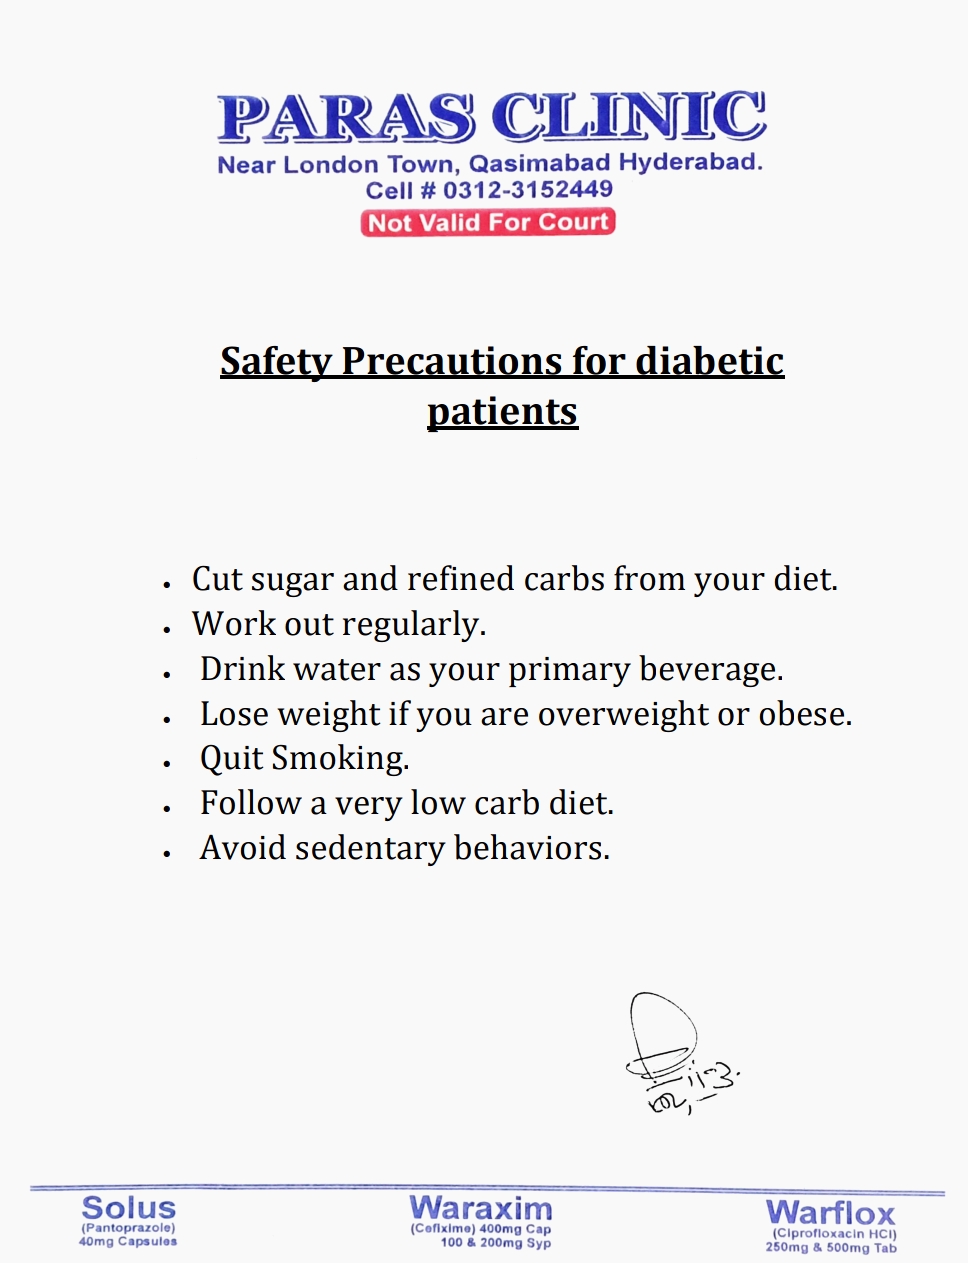 PARAS CLINIC
Near London Town, Qasimabad Hyderabad.
Cell # 0312-3152449
Not Valid For Court
Safety Precautions for diabetic
patients
• Cut sugar and refined carbs from your diet.
• Work out regularly.
• Drink water as your primary beverage.
• Lose weight if you are overweight or obese.
• Quit Smoking.
• Follow a very low carb diet.
• Avoid sedentary behaviors.
Solus
(Pantoprazole)
40mg Capsules
Waraxim
(Cefixime) 400mg Cap
100 & 200mg Syp
Warflox
(Ciprofloxacin HCl)
250mg & 500mg Tab